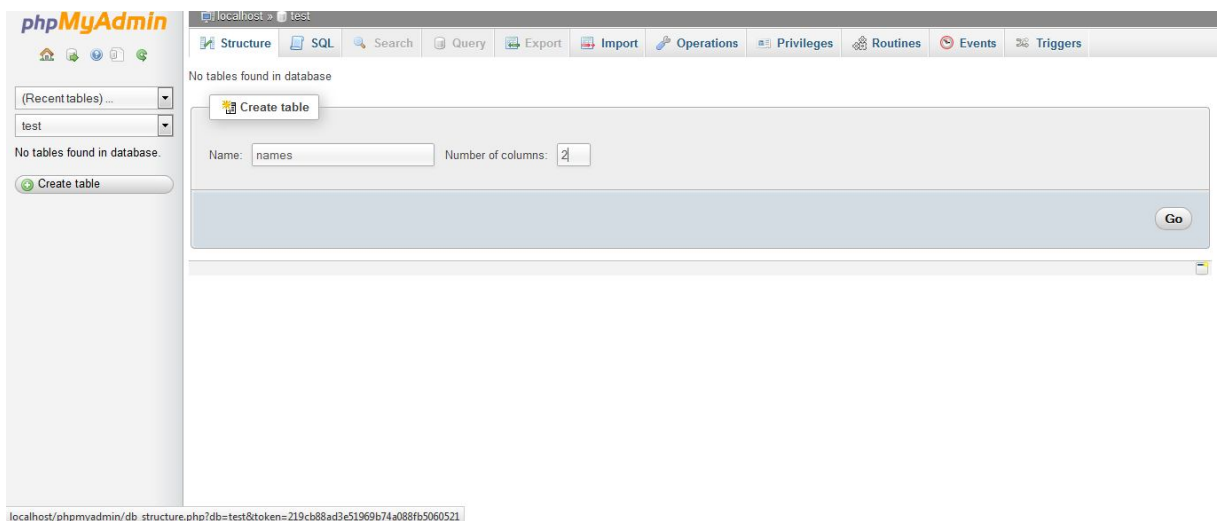 phpMyAdmin
localhost » test
Structure SQL Search Query Export Import Operations Privileges Routines Events Triggers
No tables found in database
(Recent tables) ...
test
No tables found in database.
Create table
Create table
Name: names Number of columns: 2
Go
localhost/phpmyadmin/db_structure.php?db=test&token=219cb88ad3e51969b74a088fb5060521